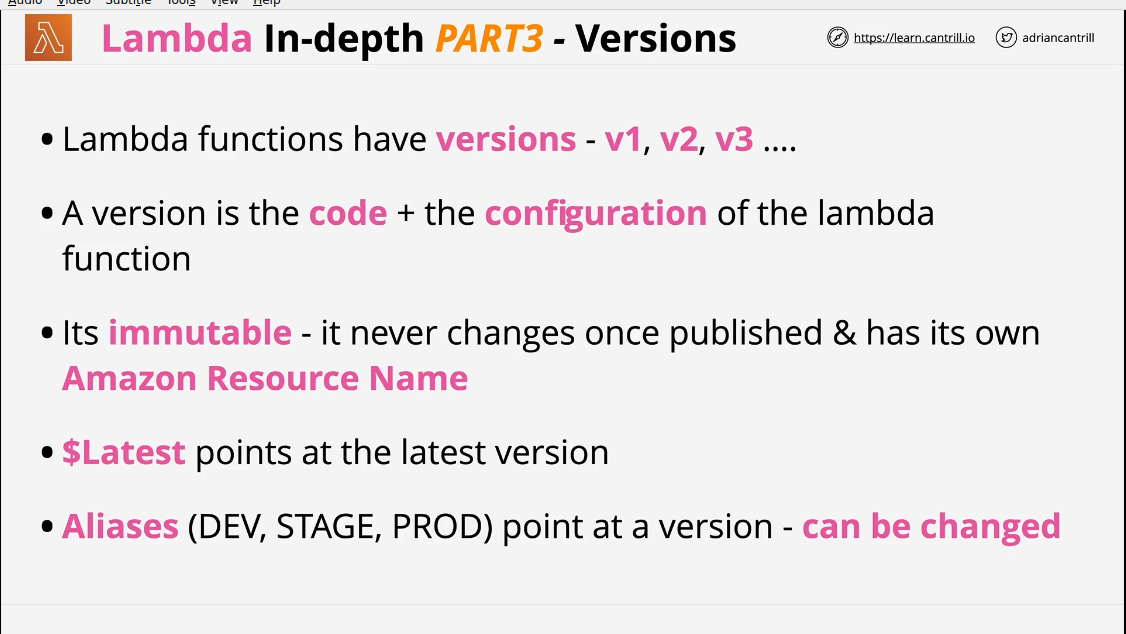 Audio Video Subtitle Tools View Help
Lambda In-depth PART3 - Versions
https://learn.cantrill.io
adriancantrill
• Lambda functions have versions - v1, v2, v3 ....
• A version is the code + the configuration of the lambda
function
• Its immutable - it never changes once published & has its own
Amazon Resource Name
• $Latest points at the latest version
• Aliases (DEV, STAGE, PROD) point at a version - can be changed